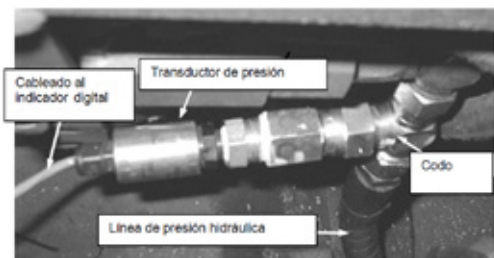 Transductor de presión
Cableado al
indicador digital
Codo
Línea de presión hidráulica